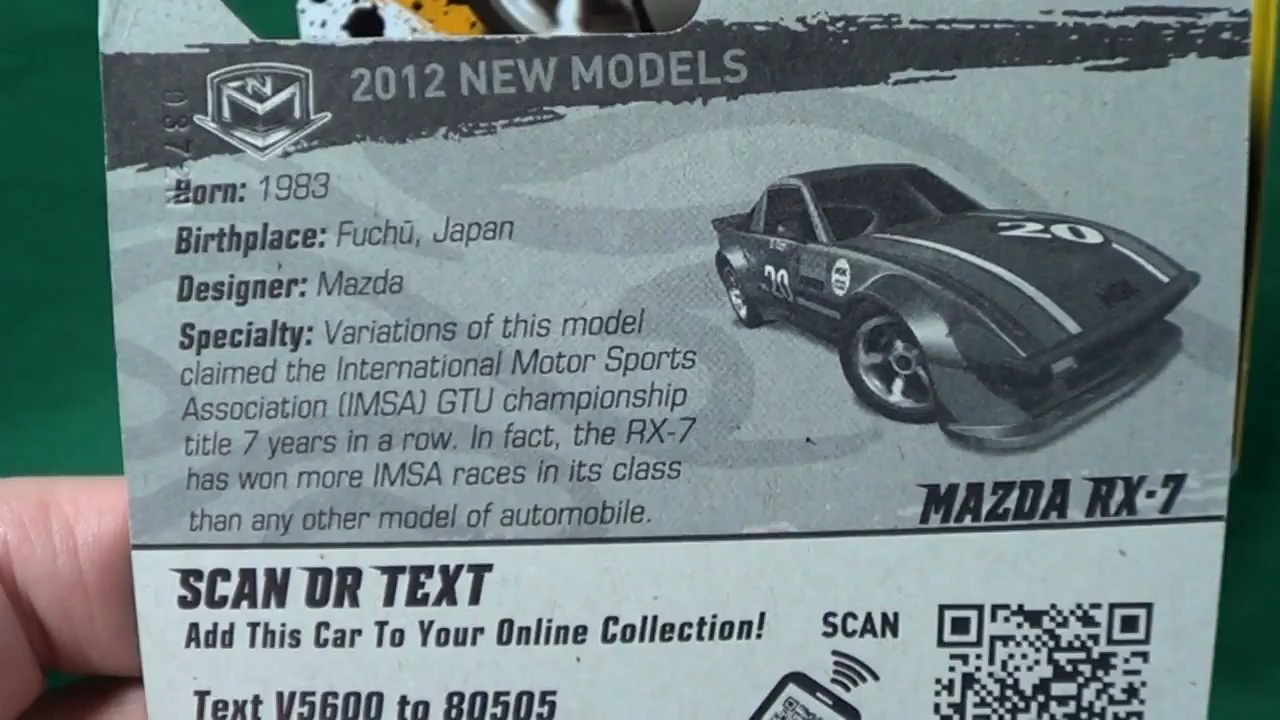 2012 NEW MODELS
Born: 1983
Birthplace: Fuchū, Japan
Designer: Mazda
Specialty: Variations of this model
claimed the International Motor Sports
Association (IMSA) GTU championship
title 7 years in a row. In fact, the RX-7
has won more IMSA races in its class
than any other model of automobile.
20
20
MAZDA RX-7
SCAN OR TEXT
Add This Car To Your Online Collection!
SCAN
Text V5600 to 80505